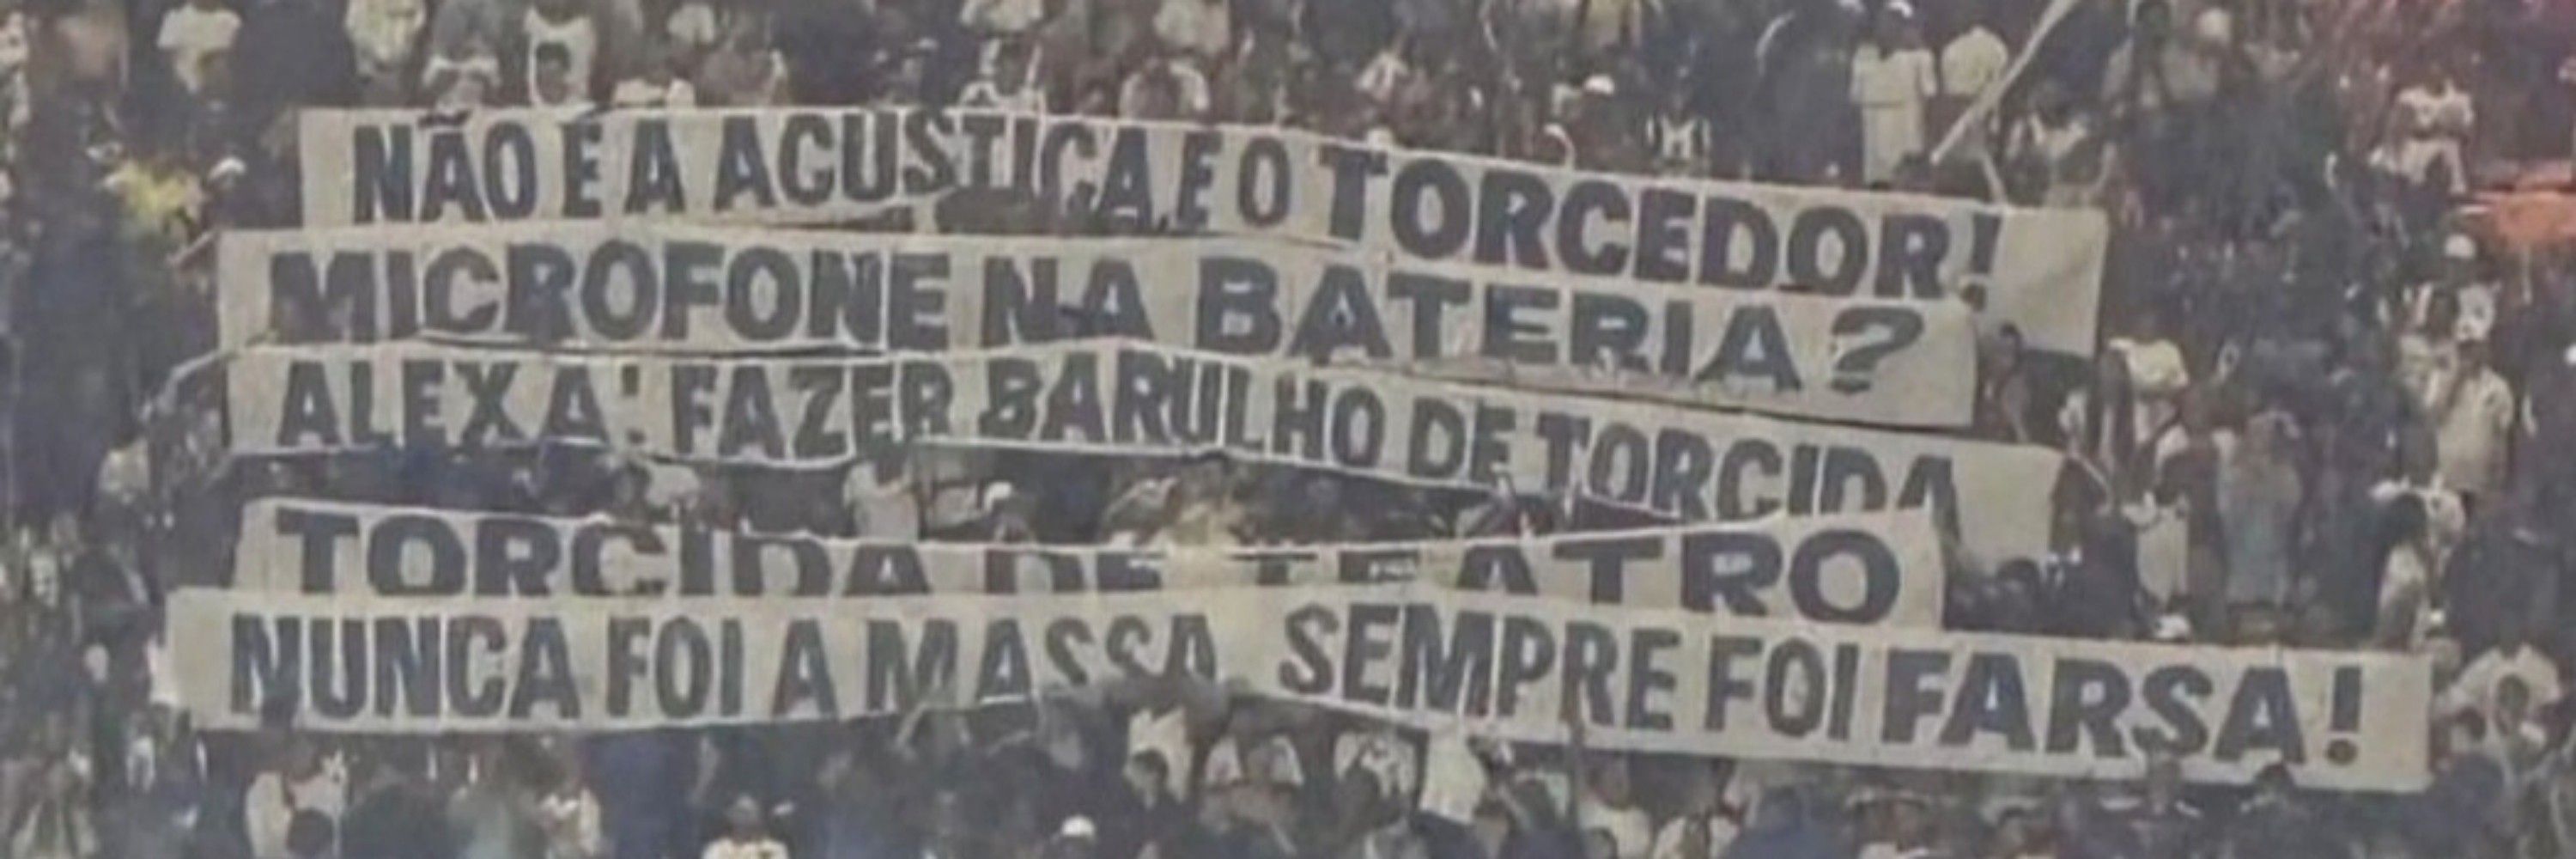 NÃO E A ACUSTICA, E O TORCEDOR!
MICROFONE NA BATERIA?
ALEXA! FAZER BARULHO DE TORCIDA
TORCIDA DE TEATRO
NUNCA FOI A MASSA SEMPRE FOI FARSA!